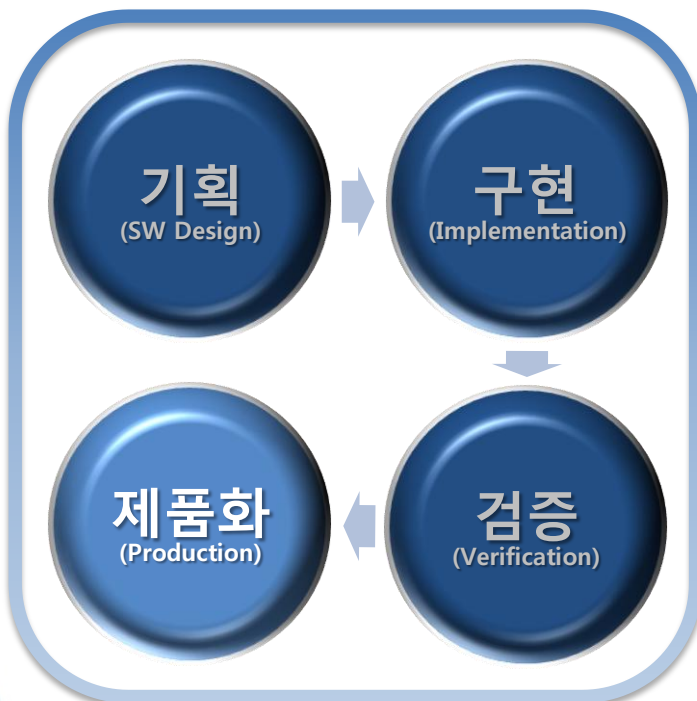 기획
(SW Design)
구현
(Implementation)
검증
(Verification)
제품화
(Production)